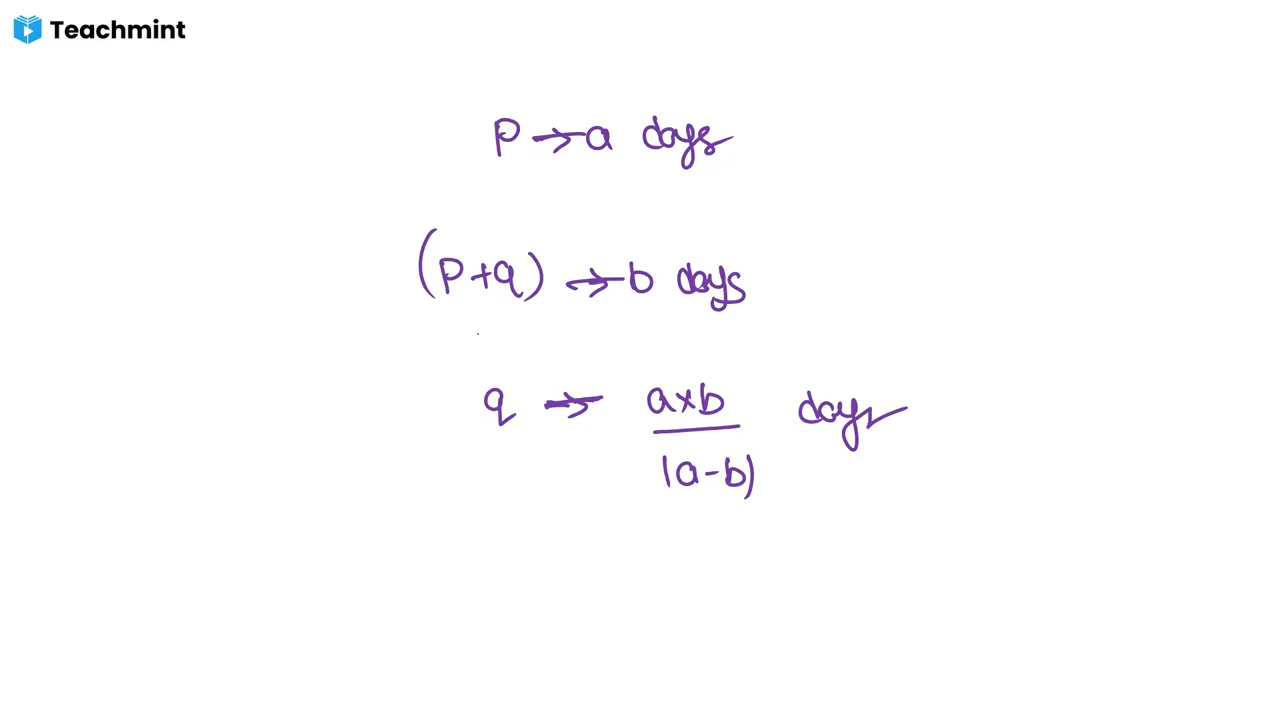 Teachmint
p → a days
(p+q) → b days
q → a×b days
(a-b)